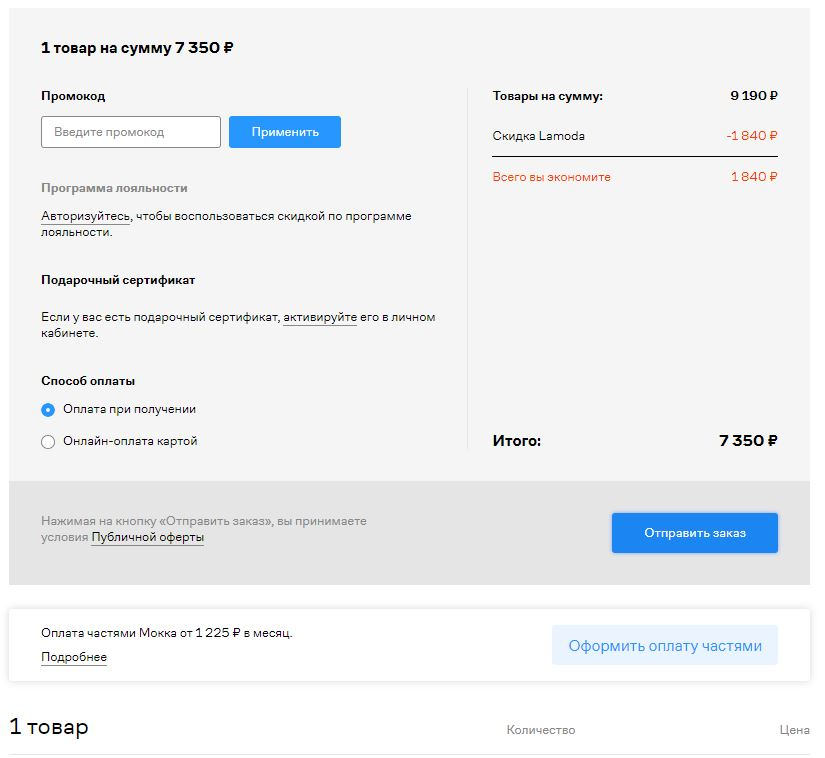 1 товар на сумму 7 350 ₽
Промокод
Введите промокод
Применить
Программа лояльности
Авторизуйтесь, чтобы воспользоваться скидкой по программе
лояльности.
Подарочный сертификат
Если у вас есть подарочный сертификат, активируйте его в личном
кабинете.
Способ оплаты
Оплата при получении
Онлайн-оплата картой
Товары на сумму: 9 190 ₽
Скидка Lamoda -1 840 ₽
Всего вы экономите 1 840 ₽
Итого: 7 350 ₽
Нажимая на кнопку «Отправить заказ», вы принимаете
условия Публичной оферты
Отправить заказ
Оплата частями Мокка от 1 225 ₽ в месяц.
Подробнее
Оформить оплату частями
1 товар Количество Цена